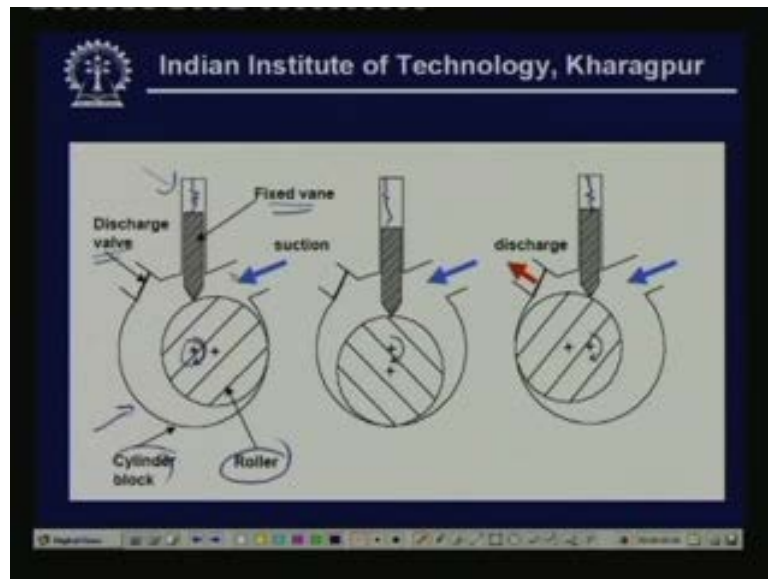 Indian Institute of Technology, Kharagpur
Fixed vane
Discharge
valve
suction
discharge
Cylinder
block
Roller